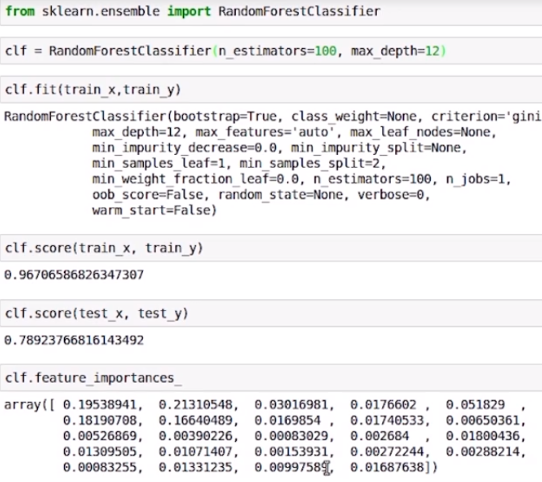 from sklearn.ensemble import RandomForestClassifier
clf = RandomForestClassifier(n_estimators=100, max_depth=12)
clf.fit(train_x,train_y)
RandomForestClassifier(bootstrap=True, class_weight=None, criterion='gini
max_depth=12, max_features='auto', max_leaf_nodes=None,
min_impurity_decrease=0.0, min_impurity_split=None,
min_samples_leaf=1, min_samples_split=2,
min_weight_fraction_leaf=0.0, n_estimators=100, n_jobs=1,
oob_score=False, random_state=None, verbose=0,
warm_start=False)
clf.score(train_x, train_y)
0.96706586826347307
clf.score(test_x, test_y)
0.78923766816143492
clf.feature_importances_
array([ 0.19538941, 0.21310548, 0.03016981, 0.0176602 , 0.051829 ,
0.18190708, 0.16640489, 0.0169854 , 0.01740533, 0.00650361,
0.00526869, 0.00390226, 0.00083029, 0.002684 , 0.01800436,
0.01309505, 0.01071407, 0.00153931, 0.00272244, 0.00288214,
0.00083255, 0.01331235, 0.00997589, 0.01687638])